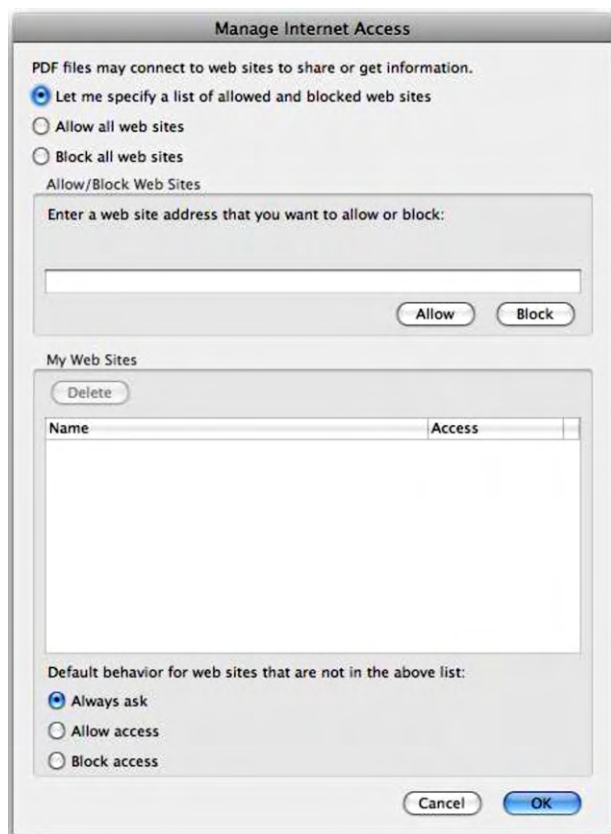 Manage Internet Access
PDF files may connect to web sites to share or get information.
Let me specify a list of allowed and blocked web sites
Allow all web sites
Block all web sites
Allow/Block Web Sites
Enter a web site address that you want to allow or block:
Allow Block
My Web Sites
Delete
Name Access
Default behavior for web sites that are not in the above list:
Always ask
Allow access
Block access
Cancel OK